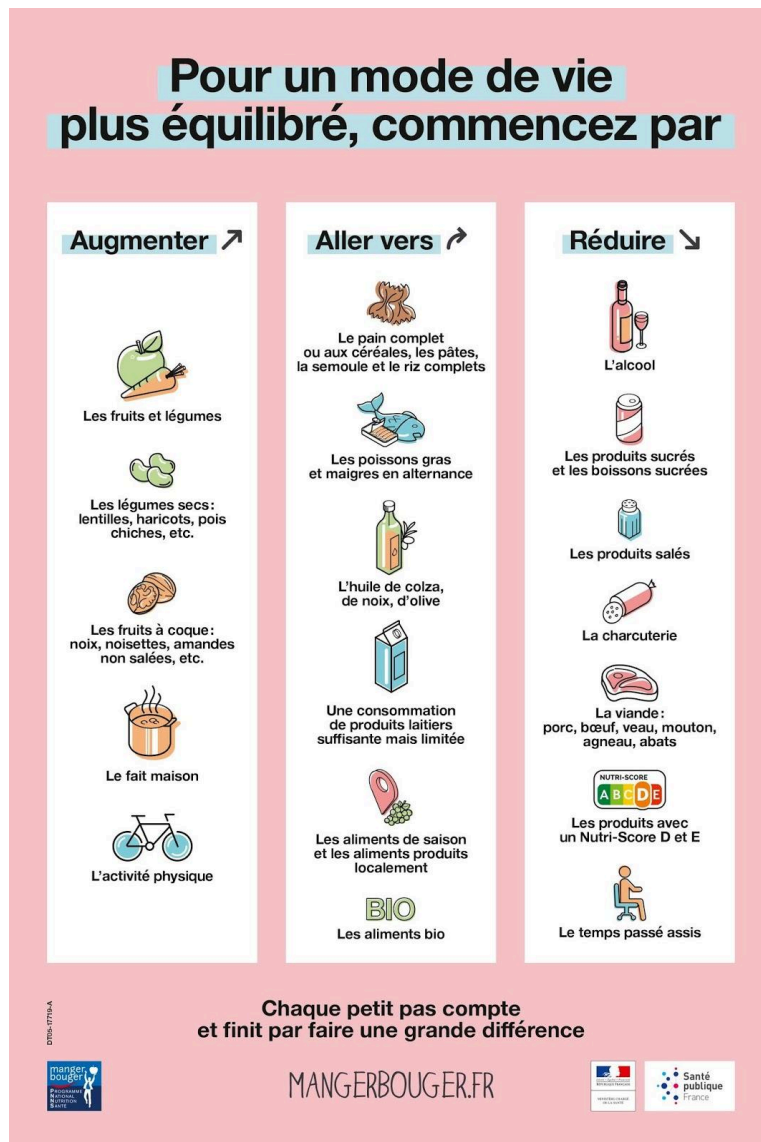 Pour un mode de vie
plus équilibré, commencez par
Augmenter
Les fruits et légumes
Les légumes secs :
lentilles, haricots, pois
chiches, etc.
Les fruits à coque :
noix, noisettes, amandes
non salées, etc.
Le fait maison
L'activité physique
Aller vers
Le pain complet
ou aux céréales, les pâtes,
la semoule et le riz complets
Les poissons gras
et maigres en alternance
L'huile de colza,
de noix, d'olive
Une consommation
de produits laitiers
suffisante mais limitée
Les aliments de saison
et les aliments produits
localement
BIO
Les aliments bio
Réduire
L'alcool
Les produits sucrés
et les boissons sucrées
Les produits salés
La charcuterie
La viande :
porc, bœuf, veau, mouton,
agneau, abats
NUTRI-SCORE
A B C D E
Les produits avec
un Nutri-Score D et E
Le temps passé assis
Chaque petit pas compte
et finit par faire une grande différence
DT05-17719-A
manger
bouger
PROGRAMME
NATIONAL
NUTRITION
SANTÉ
MANGERBOUGER.FR
Santé
publique
France